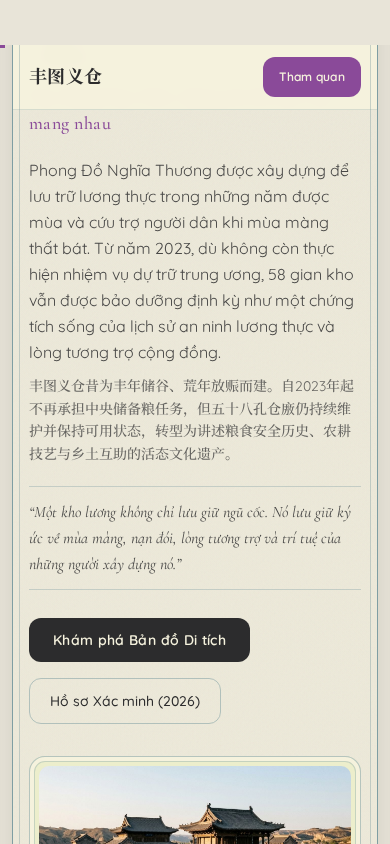 丰图义仓
Tham quan
mang nhau
Phong Đồ Nghĩa Thương được xây dựng để
lưu trữ lương thực trong những năm được
mùa và cứu trợ người dân khi mùa màng
thất bát. Từ năm 2023, dù không còn thực
hiện nhiệm vụ dự trữ trung ương, 58 gian kho
vẫn được bảo dưỡng định kỳ như một chứng
tích sống của lịch sử an ninh lương thực và
lòng tương trợ cộng đồng.
丰图义仓昔为丰年储谷、荒年放赈而建。自2023年起
不再承担中央储备粮任务，但五十八孔仓廒仍持续维
护并保持可用状态，转型为讲述粮食安全历史、农耕
技艺与乡土互助的活态文化遗产。
“Một kho lương không chỉ lưu giữ ngũ cốc. Nó lưu giữ ký
ức về mùa màng, nạn đói, lòng tương trợ và trí tuệ của
những người xây dựng nó.”
Khám phá Bản đồ Di tích
Hồ sơ Xác minh (2026)